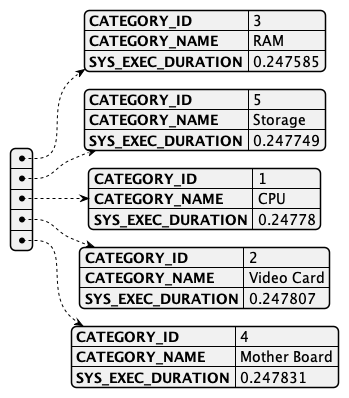 CATEGORY_ID 3
CATEGORY_NAME RAM
SYS_EXEC_DURATION 0.247585
CATEGORY_ID 5
CATEGORY_NAME Storage
SYS_EXEC_DURATION 0.247749
CATEGORY_ID 1
CATEGORY_NAME CPU
SYS_EXEC_DURATION 0.24778
CATEGORY_ID 2
CATEGORY_NAME Video Card
SYS_EXEC_DURATION 0.247807
CATEGORY_ID 4
CATEGORY_NAME Mother Board
SYS_EXEC_DURATION 0.247831